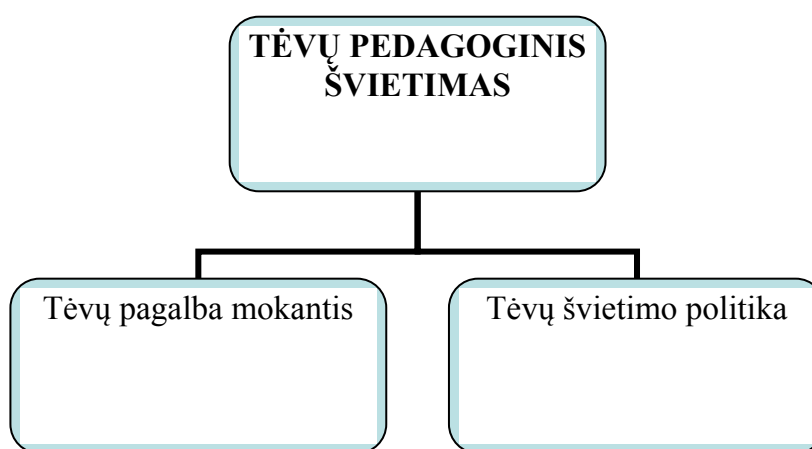 TĖVŲ PEDAGOGINIS
ŠVIETIMAS
Tėvų pagalba mokantis
Tėvų švietimo politika